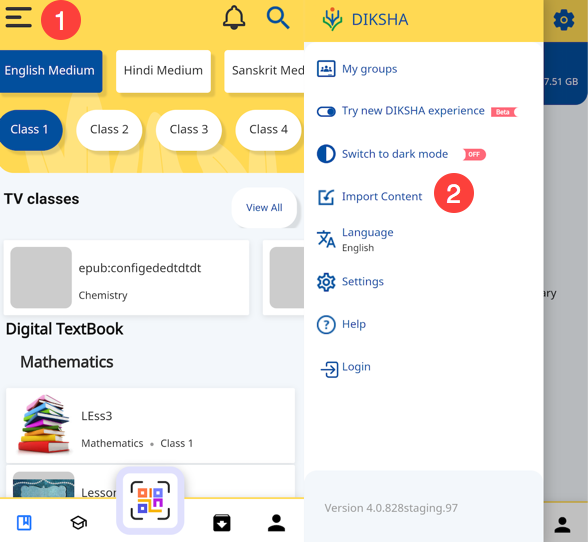 1
English Medium
Hindi Medium
Sanskrit Med
Class 1
Class 2
Class 3
Class 4
TV classes
View All
epub:configededtdtdt
Chemistry
Digital TextBook
Mathematics
LEss3
Mathematics • Class 1
Lesson
DIKSHA
7.51 GB
My groups
Try new DIKSHA experience Beta
Switch to dark mode OFF
Import Content 2
Language
English
ary
Settings
Help
Login
Version 4.0.828staging.97